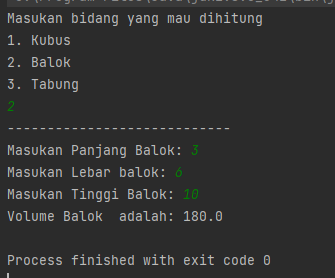 Masukan bidang yang mau dihitung
1. Kubus
2. Balok
3. Tabung
2
----------------------------
Masukan Panjang Balok: 3
Masukan Lebar balok: 6
Masukan Tinggi Balok: 10
Volume Balok  adalah: 180.0
Process finished with exit code 0